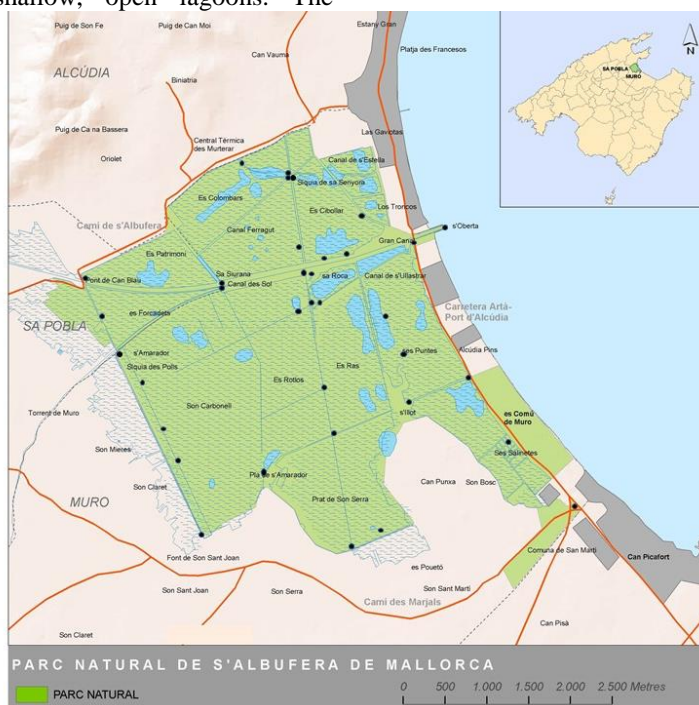 shallow, open lagoons. The
Puig de Son Fe
Puig de Can Moi
Estany Gran
Can Vauma
Platja des Francesos
N
ALCÚDIA
Biniatria
SA POBLA
MURO
Puig de Ca na Bassera
Central Térmica
des Murterar
Las Gaviotas
Oriolet
Canal de s'Estella
Siquia de sa Senyora
Es Colombars
Los Troncos
Es Cibollar
Camí de s'Albufera
Canal Ferragut
s'Oberta
Gran Canal
Es Patrimoni
Sa Siurana
sa Roca
Canal de s'Ullastrar
Pont de Can Blau
Canal des Sol
Carretera Artà-
Port d'Alcúdia
es Forcadets
SA POBLA
s'Amarador
ses Puntes
Alcúdia Pins
Siquia des Polls
Es Ras
Es Rotlos
Son Carbonell
es Comú
de Muro
Torrent de Muro
s'Illot
Son Mieres
Ses Salinetes
Pla de s'Amarador
Can Punxa
Son Bosc
Son Claret
MURO
Prat de Son Serra
Font de Son Sant Joan
Comuna de San Martí
Can Picafort
es Pouetó
Son Sant Joan
Son Serra
Son Sant Martí
Camí des Marjals
Can Pisà
Son Claret
PARC NATURAL DE S'ALBUFERA DE MALLORCA
0 500 1.000 1.500 2.000 2.500 Metres
PARC NATURAL